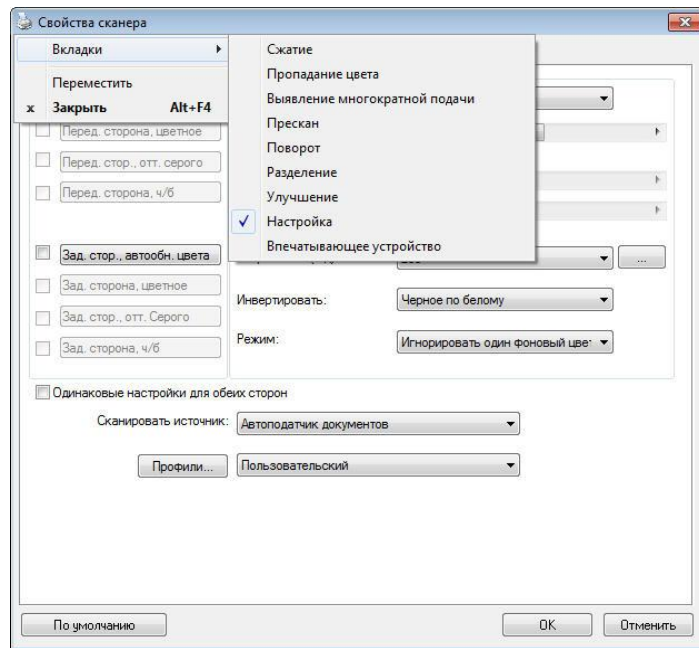 Свойства сканера
Вкладки
Переместить
x Закрыть Alt+F4
Сжатие
Пропадание цвета
Выявление многократной подачи
Прескан
Поворот
Разделение
Улучшение
Настройка
Впечатывающее устройство
Перед. сторона, цветное
Перед. стор., отт. серого
Перед. сторона, ч/б
Зад. стор., автообн. цвета
...
Зад. сторона, цветное
Инвертировать: Черное по белому
Зад. стор., отт. Серого
Режим: Игнорировать один фоновый цвет
Зад. сторона, ч/б
Одинаковые настройки для обеих сторон
Сканировать источник: Автоподатчик документов
Профили... Пользовательский
По умолчанию OK Отменить